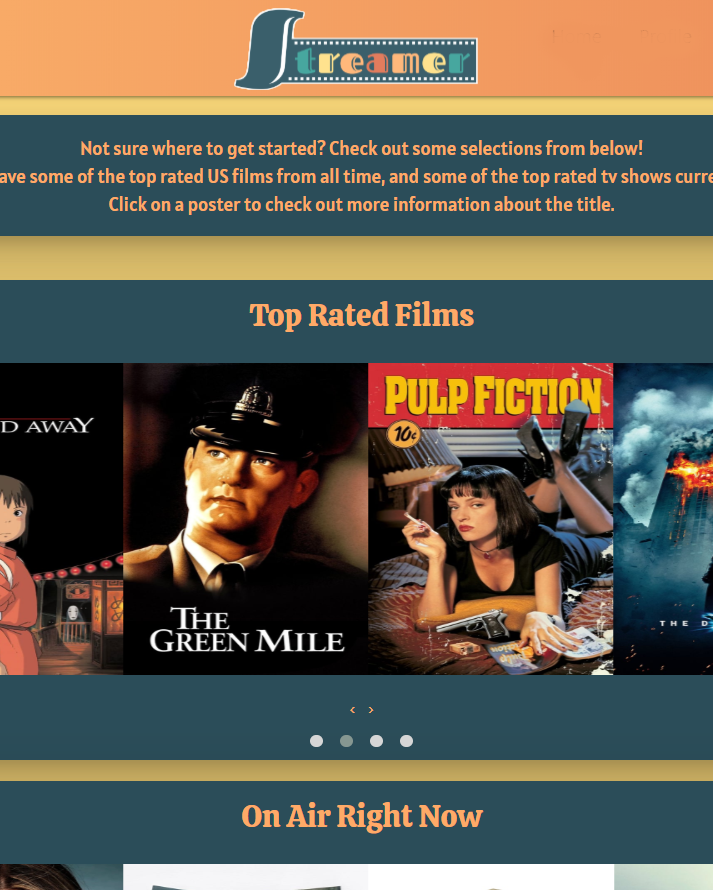 Streamer
Not sure where to get started? Check out some selections from below!
ave some of the top rated US films from all time, and some of the top rated tv shows curre
Click on a poster to check out more information about the title.
Top Rated Films
D AWAY
PULP FICTION
10¢
THE
GREEN MILE
THE D
‹ ›
On Air Right Now